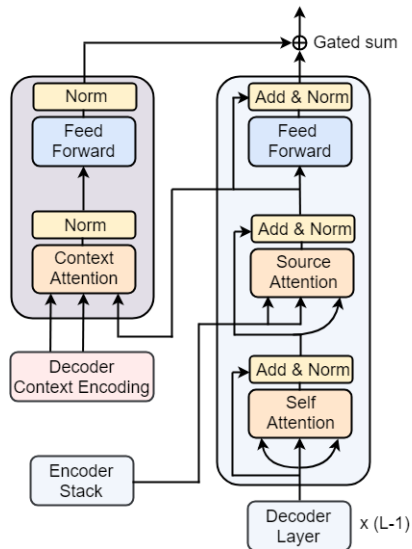 Gated sum
Norm
Feed
Forward
Norm
Context
Attention
Decoder
Context Encoding
Encoder
Stack
Add & Norm
Feed
Forward
Add & Norm
Source
Attention
Add & Norm
Self
Attention
Decoder
Layer
x (L-1)